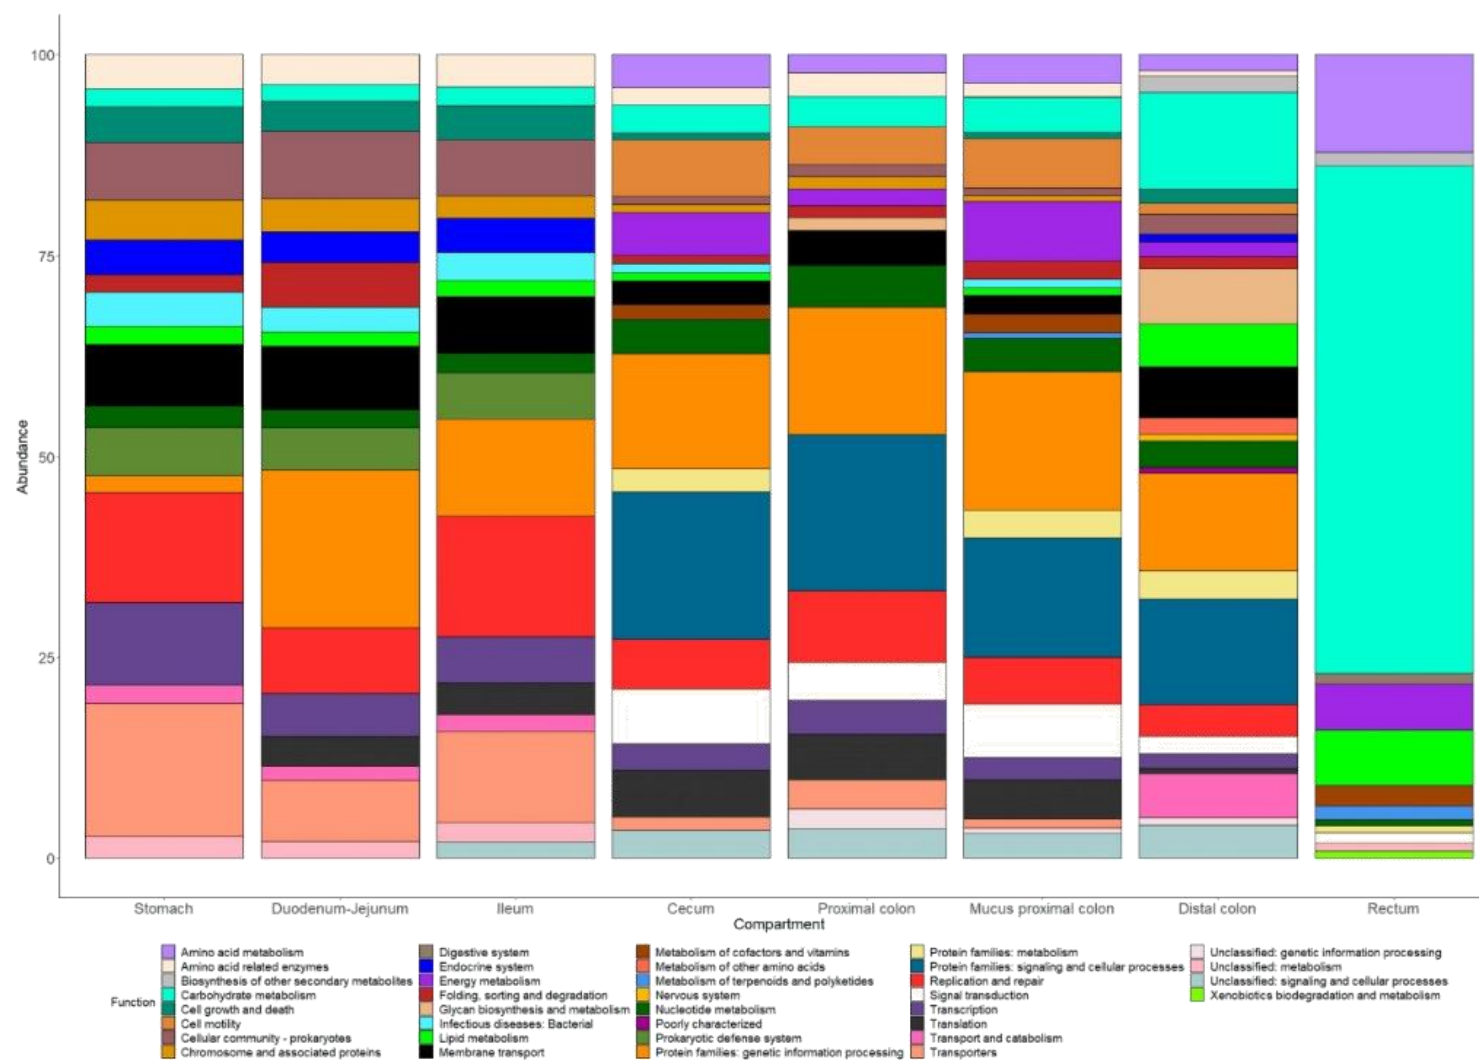 100
75
50
25
0
Abundance
Stomach Duodenum-Jejunum Ileum Cecum Proximal colon Mucus proximal colon Distal colon Rectum
Compartment
Function
Amino acid metabolism
Amino acid related enzymes
Biosynthesis of other secondary metabolites
Carbohydrate metabolism
Cell growth and death
Cell motility
Cellular community - prokaryotes
Chromosome and associated proteins
Digestive system
Endocrine system
Energy metabolism
Folding, sorting and degradation
Glycan biosynthesis and metabolism
Infectious diseases: Bacterial
Lipid metabolism
Membrane transport
Metabolism of cofactors and vitamins
Metabolism of other amino acids
Metabolism of terpenoids and polyketides
Nervous system
Nucleotide metabolism
Poorly characterized
Prokaryotic defense system
Protein families: genetic information processing
Protein families: metabolism
Protein families: signaling and cellular processes
Replication and repair
Signal transduction
Transcription
Translation
Transport and catabolism
Transporters
Unclassified: genetic information processing
Unclassified: metabolism
Unclassified: signaling and cellular processes
Xenobiotics biodegradation and metabolism